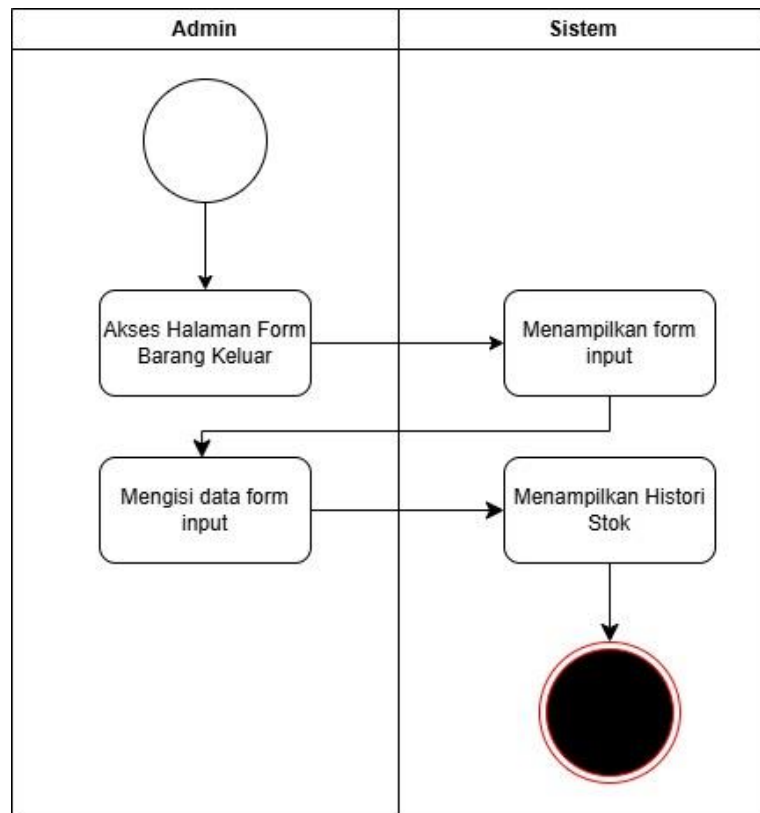 Admin
Sistem
Akses Halaman Form
Barang Keluar
Menampilkan form
input
Mengisi data form
input
Menampilkan Histori
Stok